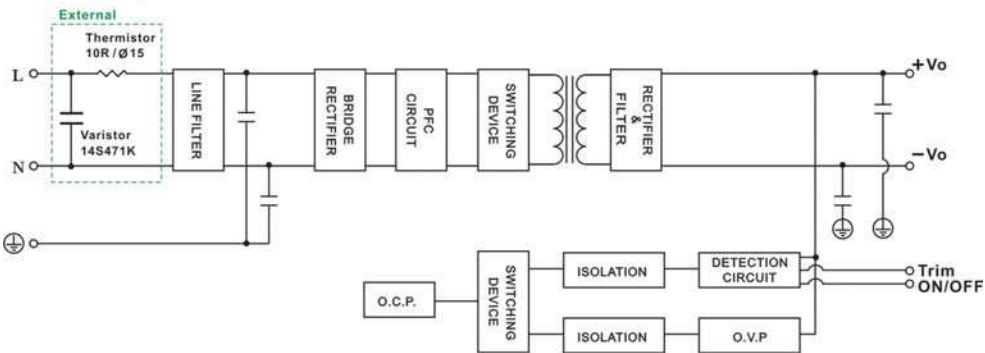 External
Thermistor
10R/Ø15
L
Varistor
14S471K
N
LINE FILTER
BRIDGE
RECTIFIER
PFC
CIRCUIT
SWITCHING
DEVICE
RECTIFIER
&
FILTER
+Vo
−Vo
O.C.P.
SWITCHING
DEVICE
ISOLATION
DETECTION
CIRCUIT
Trim
ON/OFF
ISOLATION
O.V.P